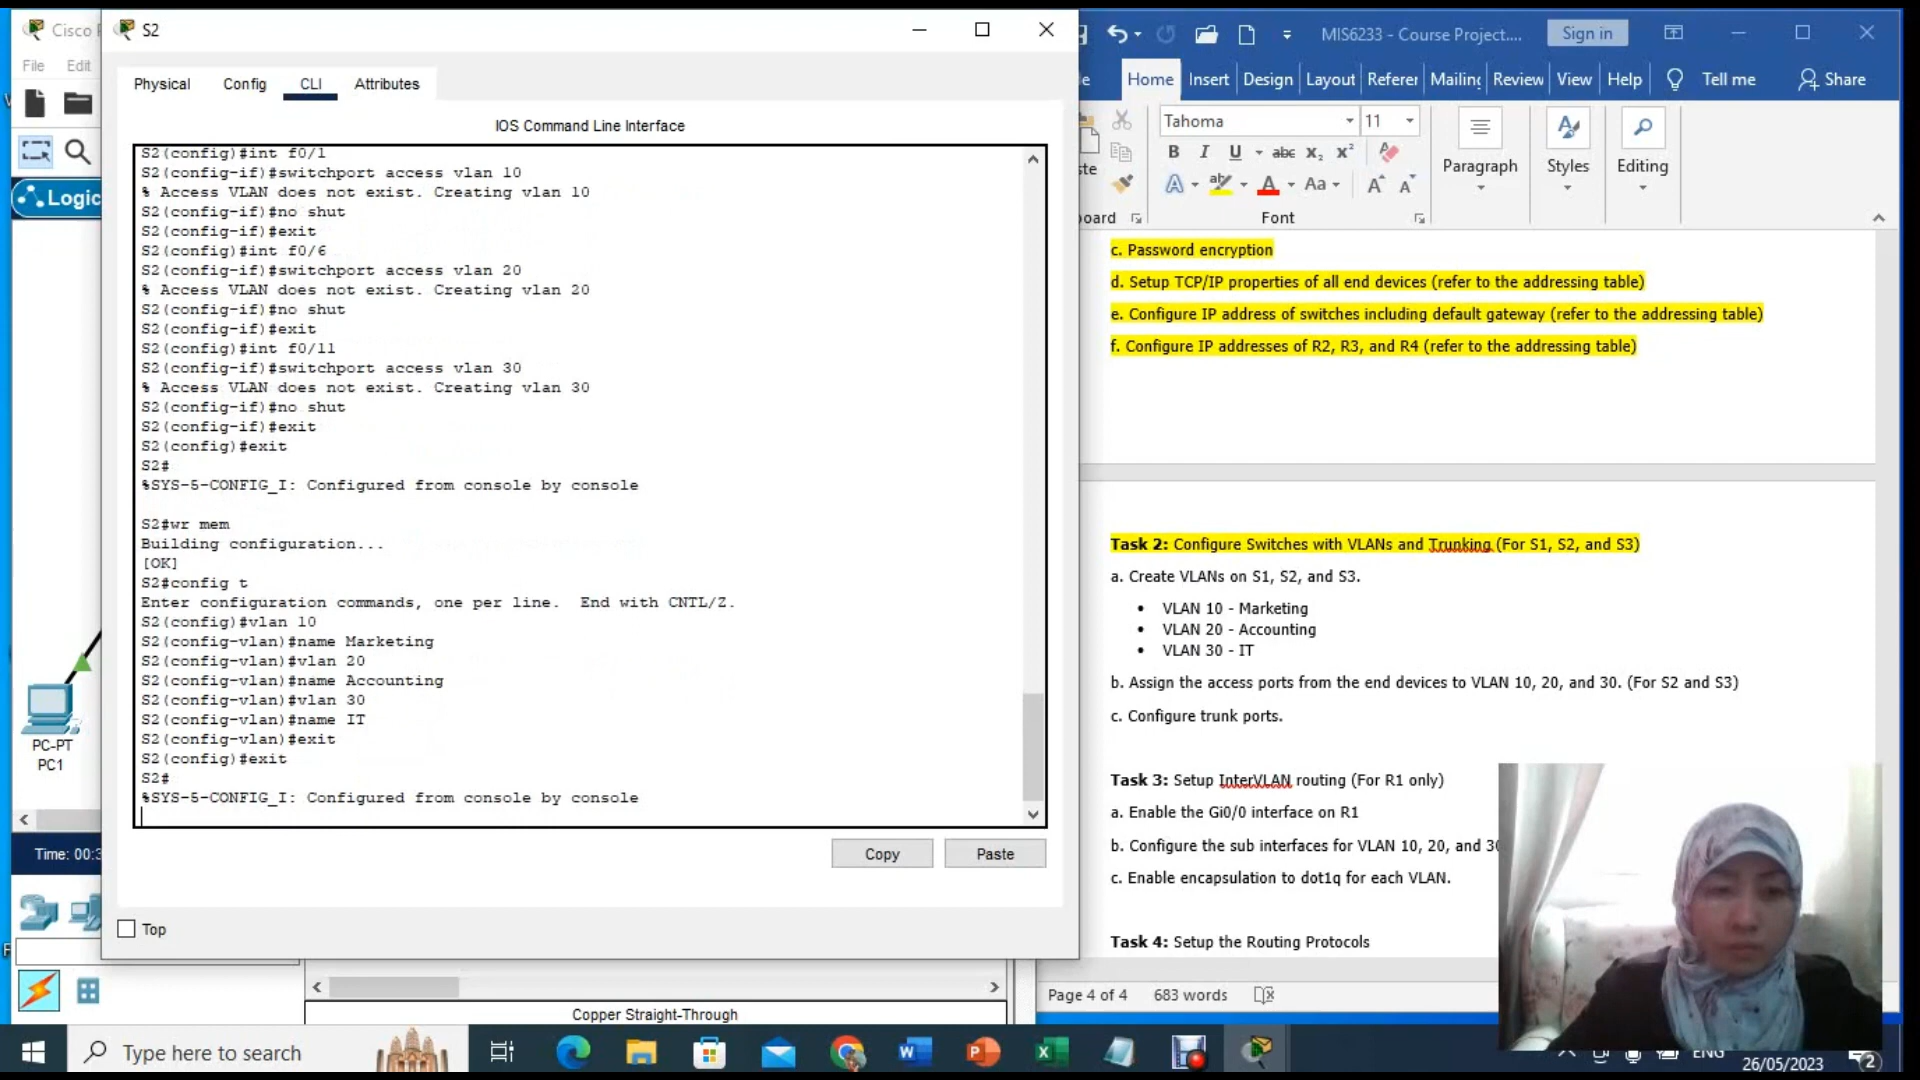 Cisco P
File Edit
Logic
PC-PT
PC1
Time: 00:3
S2
Physical Config CLI Attributes
IOS Command Line Interface
S2(config)#int f0/1
S2(config-if)#switchport access vlan 10
% Access VLAN does not exist. Creating vlan 10
S2(config-if)#no shut
S2(config-if)#exit
S2(config)#int f0/6
S2(config-if)#switchport access vlan 20
% Access VLAN does not exist. Creating vlan 20
S2(config-if)#no shut
S2(config-if)#exit
S2(config)#int f0/11
S2(config-if)#switchport access vlan 30
% Access VLAN does not exist. Creating vlan 30
S2(config-if)#no shut
S2(config-if)#exit
S2(config)#exit
S2#
%SYS-5-CONFIG_I: Configured from console by console
S2#wr mem
Building configuration...
[OK]
S2#config t
Enter configuration commands, one per line.  End with CNTL/Z.
S2(config)#vlan 10
S2(config-vlan)#name Marketing
S2(config-vlan)#vlan 20
S2(config-vlan)#name Accounting
S2(config-vlan)#vlan 30
S2(config-vlan)#name IT
S2(config-vlan)#exit
S2(config)#exit
S2#
%SYS-5-CONFIG_I: Configured from console by console
Copy Paste
Top
Copper Straight-Through
MIS6233 - Course Project.... Sign in
Home Insert Design Layout Referer Mailing Review View Help Tell me Share
Tahoma 11
B I U abc x₂ x² 
A Aa
Paragraph Styles Editing
Font
c. Password encryption
d. Setup TCP/IP properties of all end devices (refer to the addressing table)
e. Configure IP address of switches including default gateway (refer to the addressing table)
f. Configure IP addresses of R2, R3, and R4 (refer to the addressing table)
Task 2: Configure Switches with VLANs and Trunking (For S1, S2, and S3)
a. Create VLANs on S1, S2, and S3.
• VLAN 10 - Marketing
• VLAN 20 - Accounting
• VLAN 30 - IT
b. Assign the access ports from the end devices to VLAN 10, 20, and 30. (For S2 and S3)
c. Configure trunk ports.
Task 3: Setup InterVLAN routing (For R1 only)
a. Enable the Gi0/0 interface on R1
b. Configure the sub interfaces for VLAN 10, 20, and 30
c. Enable encapsulation to dot1q for each VLAN.
Task 4: Setup the Routing Protocols
Page 4 of 4 683 words
Type here to search
ENG
26/05/2023
2